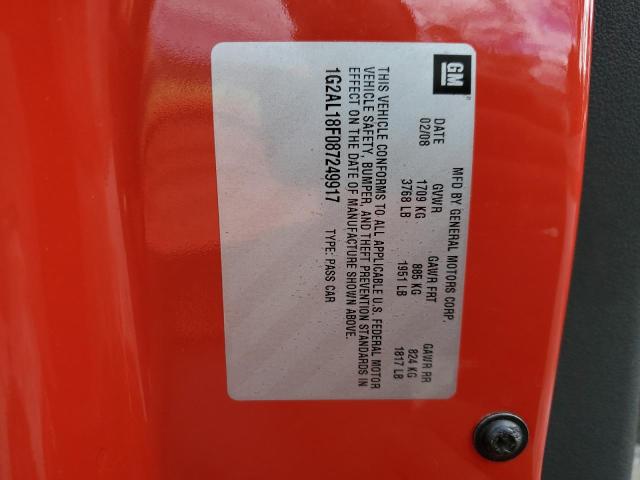 GM
®
MFD BY GENERAL MOTORS CORP.
DATE GVWR GAWR FRT GAWR RR
02/08 1709 KG 885 KG 824 KG
3768 LB 1951 LB 1817 LB
THIS VEHICLE CONFORMS TO ALL APPLICABLE U.S. FEDERAL MOTOR
VEHICLE SAFETY, BUMPER, AND THEFT PREVENTION STANDARDS IN
EFFECT ON THE DATE OF MANUFACTURE SHOWN ABOVE.
1G2AL18F087249917 TYPE: PASS CAR